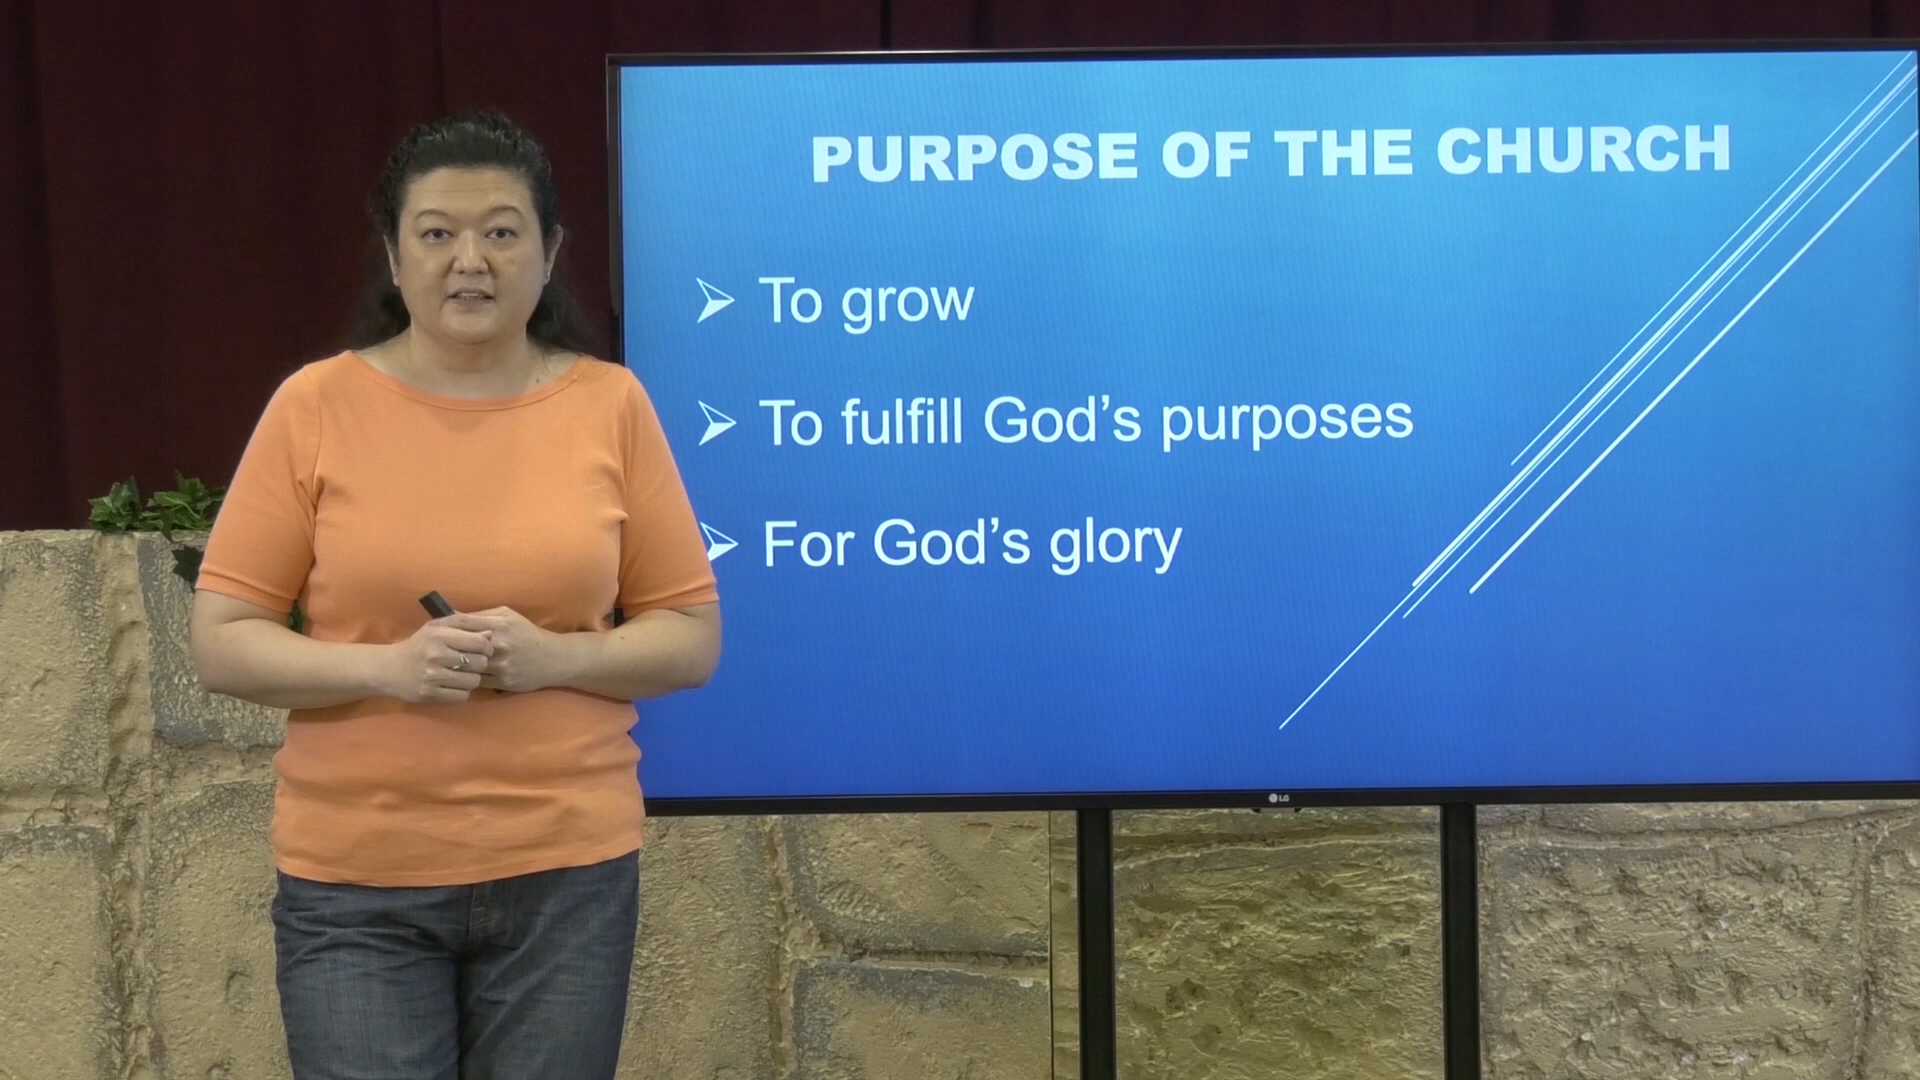 PURPOSE OF THE CHURCH
To grow
To fulfill God’s purposes
For God’s glory
LG